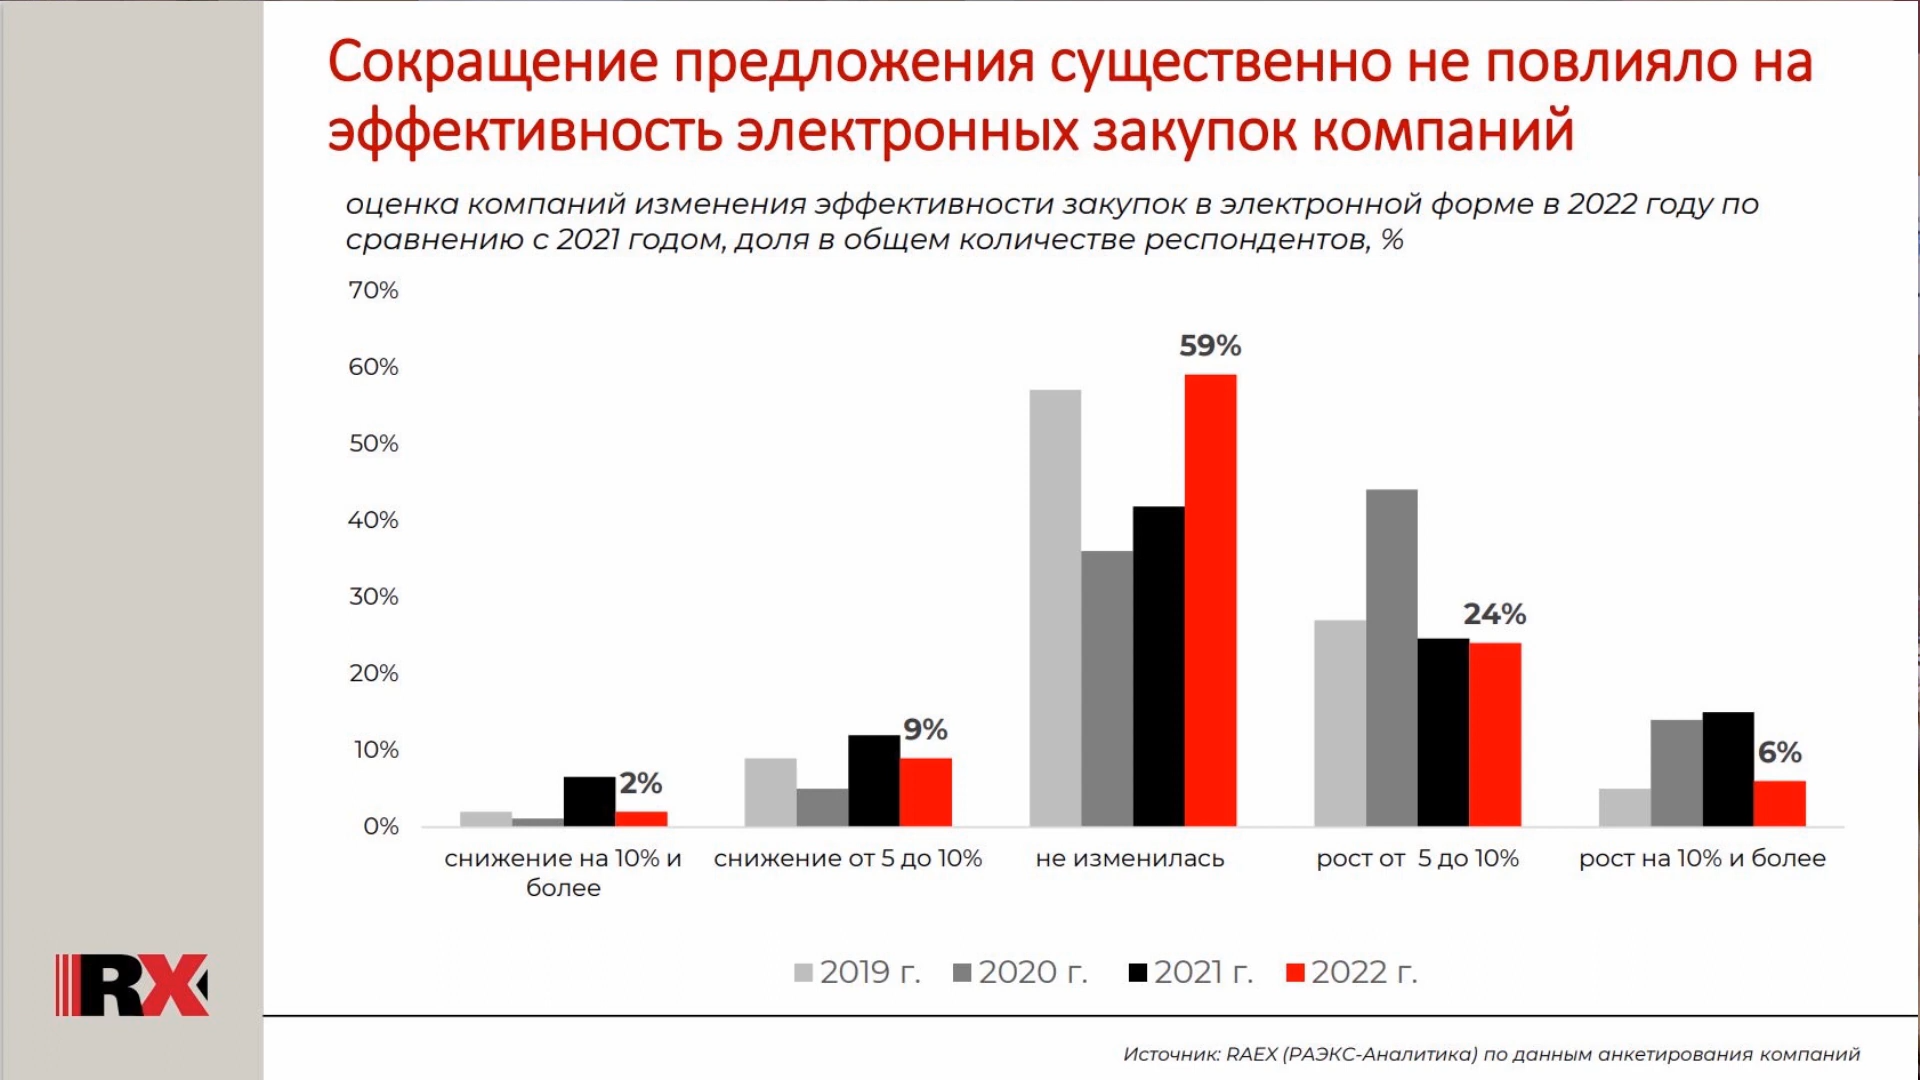 Сокращение предложения существенно не повлияло на
эффективность электронных закупок компаний
оценка компаний изменения эффективности закупок в электронной форме в 2022 году по
сравнению с 2021 годом, доля в общем количестве респондентов, %
70%
60%
50%
40%
30%
20%
10%
0%
2%
9%
59%
24%
6%
снижение на 10% и
более
снижение от 5 до 10%
не изменилась
рост от 5 до 10%
рост на 10% и более
2019 г. 2020 г. 2021 г. 2022 г.
RX
Источник: RAEX (РАЭКС-Аналитика) по данным анкетирования компаний